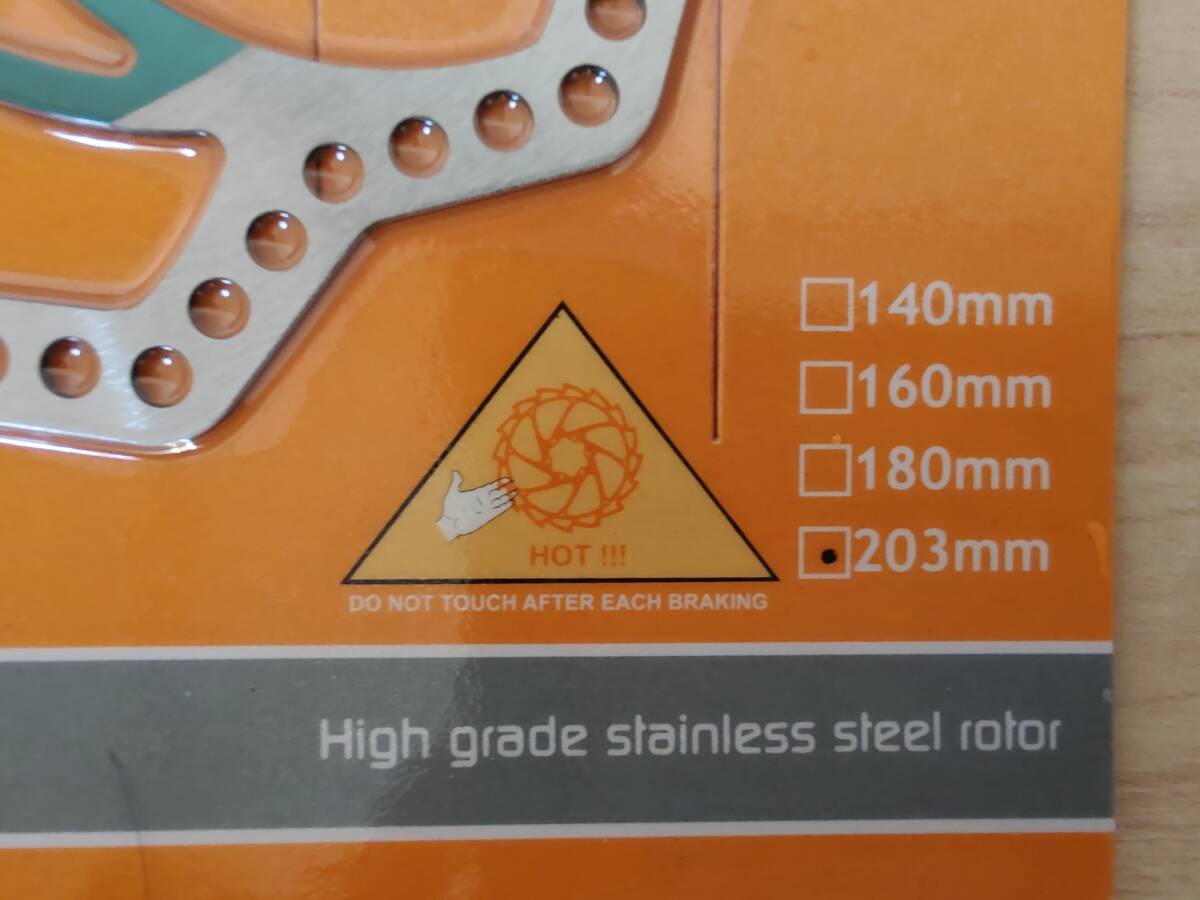 140mm
160mm
180mm
203mm
HOT !!!
DO NOT TOUCH AFTER EACH BRAKING
High grade stainless steel rotor